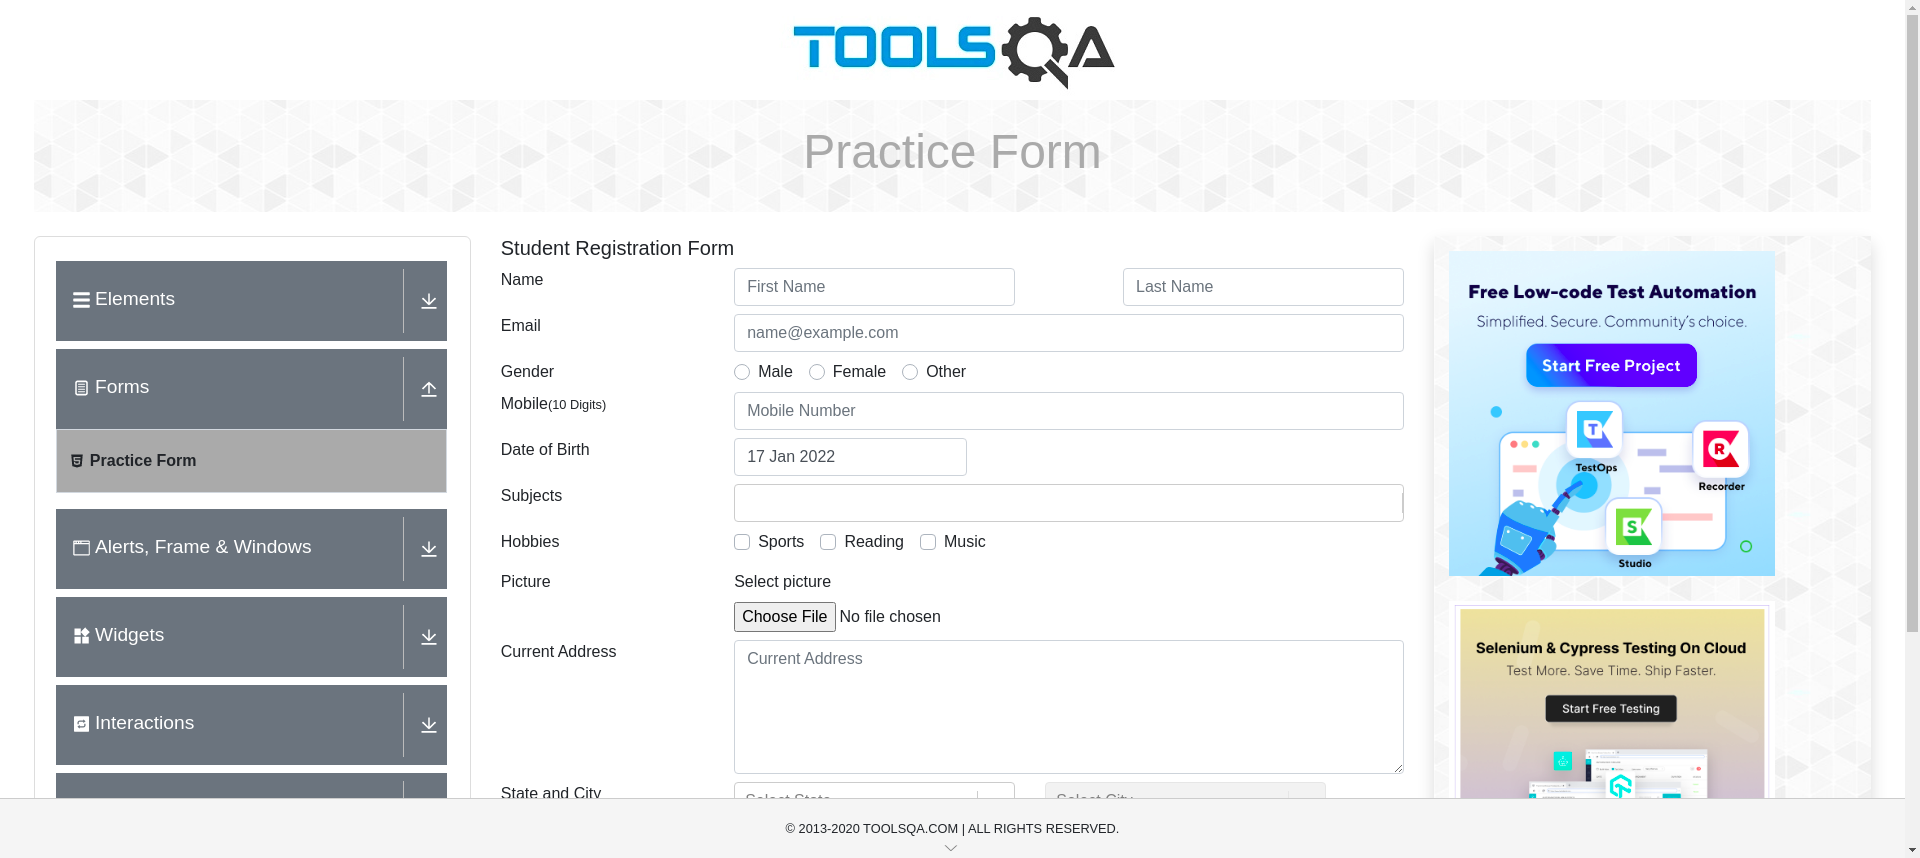 TOOLSQA
Practice Form
Elements
Forms
Practice Form
Alerts, Frame & Windows
Widgets
Interactions
Student Registration Form
Name
First Name
Last Name
Email
name@example.com
Gender
Male
Female
Other
Mobile(10 Digits)
Mobile Number
Date of Birth
17 Jan 2022
Subjects
Hobbies
Sports
Reading
Music
Picture
Select picture
Choose File No file chosen
Current Address
Current Address
State and City
Select State
Select City
Free Low-code Test Automation
Simplified. Secure. Community's choice.
Start Free Project
T
TestOps
R
Recorder
S
Studio
Selenium & Cypress Testing On Cloud
Test More. Save Time. Ship Faster.
Start Free Testing
© 2013-2020 TOOLSQA.COM | ALL RIGHTS RESERVED.